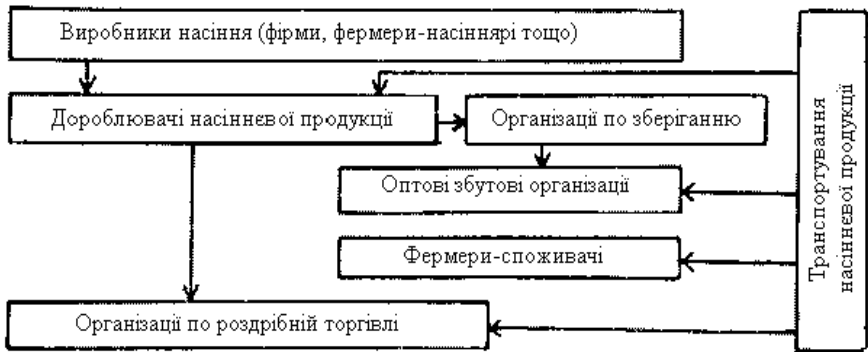 Виробники насіння (фірми, фермери-насіннярі тощо)
Дороблювачі насіннєвої продукції
Організації по зберіганню
Оптові збутові організації
Фермери-споживачі
Організації по роздрібній торгівлі
Транспортування
насіннєвої продукції